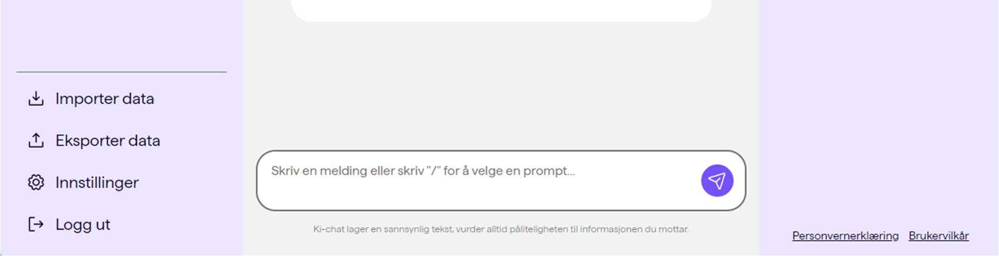 Importer data
Eksporter data
Innstillinger
Logg ut
Skriv en melding eller skriv "/" for å velge en prompt...
Ki-chat lager en sannsynlig tekst, vurder alltid påliteligheten til informasjonen du mottar.
Personvernerklæring Brukervilkår